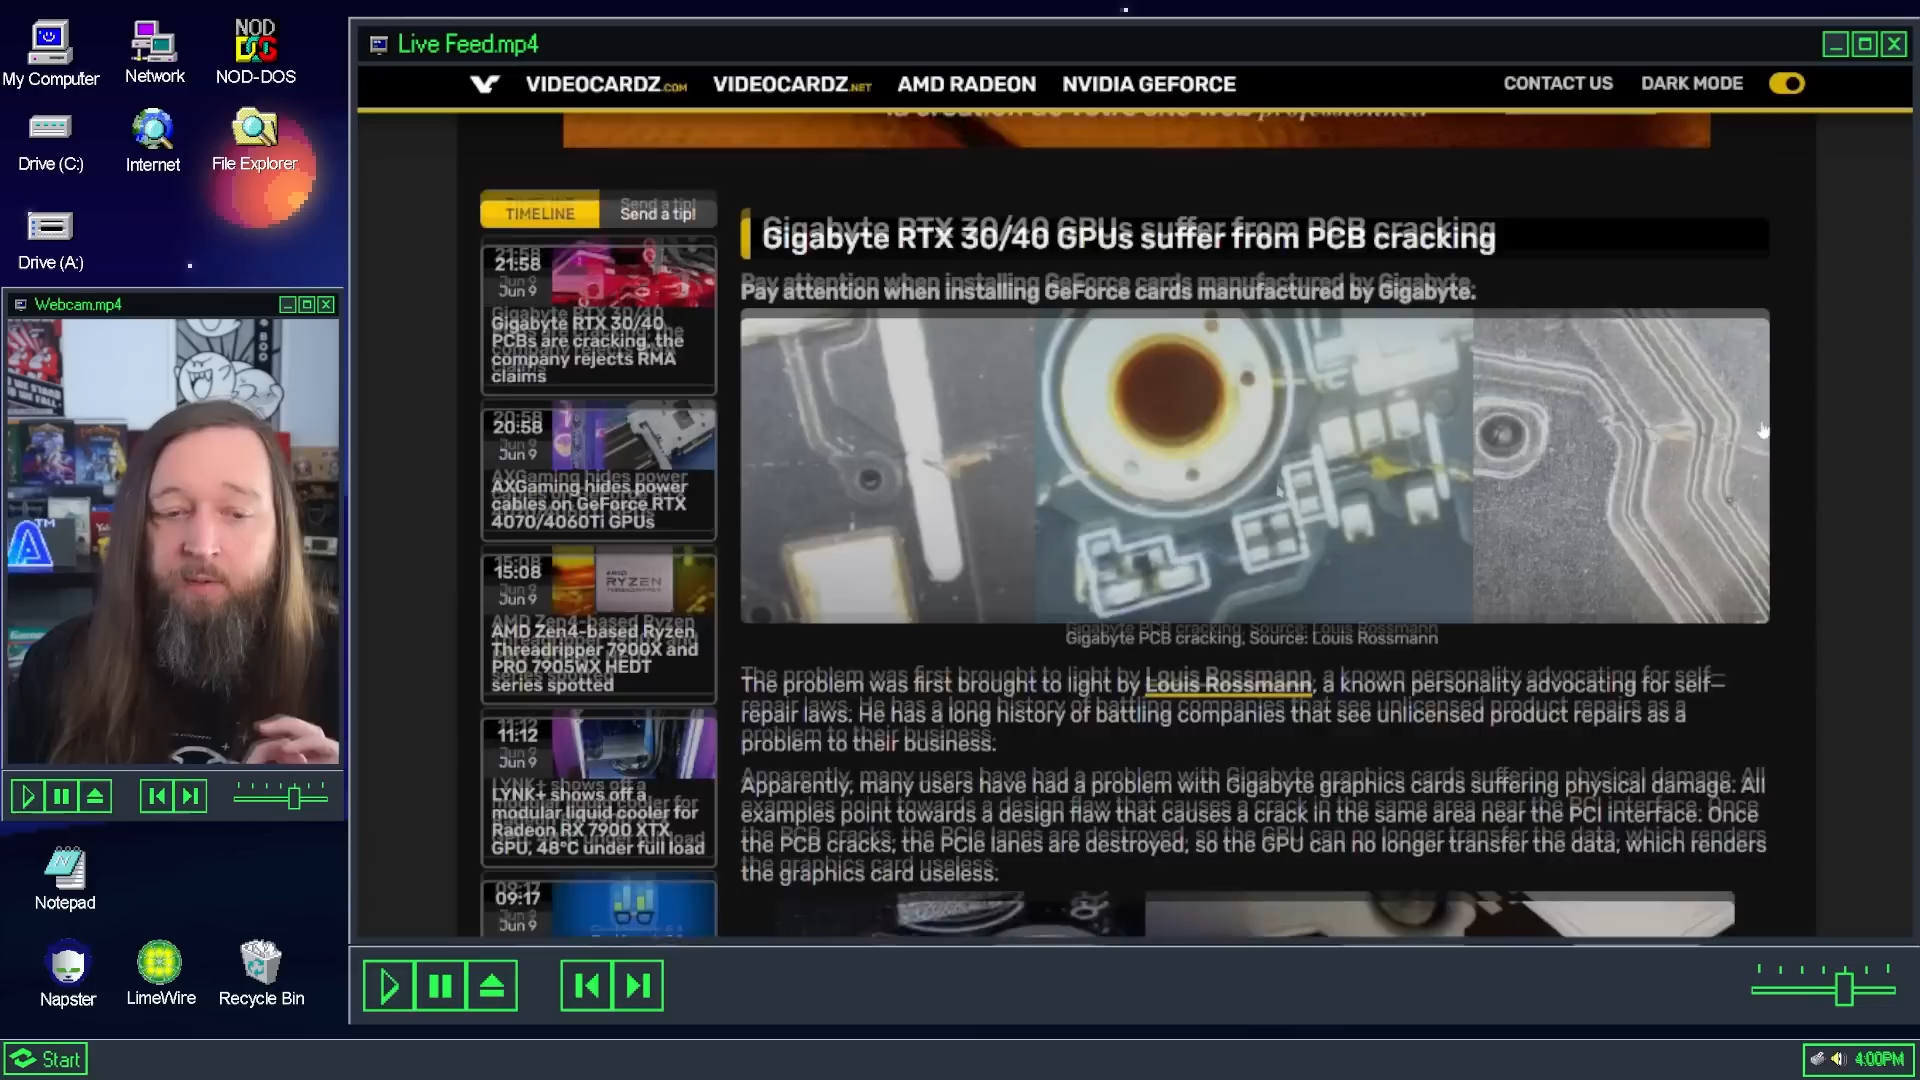 My Computer
Network
NOD-DOS
Drive (C:)
Internet
File Explorer
Drive (A:)
Webcam.mp4
Notepad
Napster
LimeWire
Recycle Bin
Start
Live Feed.mp4
VIDEOCARDZ.COM
VIDEOCARDZ.NET
AMD RADEON
NVIDIA GEFORCE
CONTACT US
DARK MODE
TIMELINE
Send a tip!
21:58
Jun 9
Gigabyte RTX 30/40
PCBs are cracking, the
company rejects RMA
claims
20:58
Jun 9
AXGaming hides power
cables on GeForce RTX
4070/4060Ti GPUs
15:08
Jun 9
AMD
RYZEN
AMD Zen4-based Ryzen
Threadripper 7900X and
PRO 7905WX HEDT
series spotted
11:12
Jun 9
LYNK+ shows off a
modular liquid cooler for
Radeon RX 7900 XTX
GPU, 48°C under full load
09:17
Jun 9
Gigabyte RTX 30/40 GPUs suffer from PCB cracking
Pay attention when installing GeForce cards manufactured by Gigabyte.
Gigabyte PCB cracking, Source: Louis Rossmann
The problem was first brought to light by Louis Rossmann, a known personality advocating for self-
repair laws. He has a long history of battling companies that see unlicensed product repairs as a
problem to their business.
Apparently, many users have had a problem with Gigabyte graphics cards suffering physical damage. All
examples point towards a design flaw that causes a crack in the same area near the PCI interface. Once
the PCB cracks, the PCIe lanes are destroyed, so the GPU can no longer transfer the data, which renders
the graphics card useless.
4:00PM